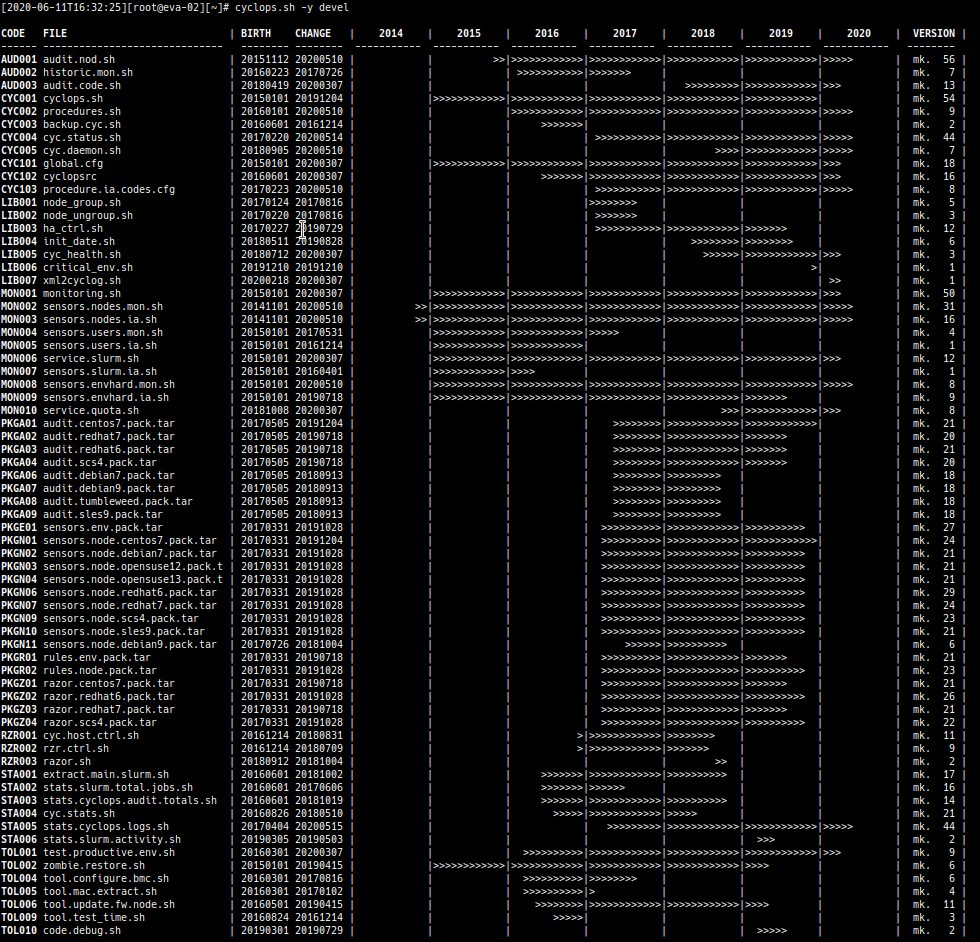 [2020-06-11T16:32:25][root@eva-02][~]# cyclops.sh -y devel
CODE FILE | BIRTH CHANGE | 2014 | 2015 | 2016 | 2017 | 2018 | 2019 | 2020 | VERSION |
AUD001 audit.nod.sh | 20151112 20200510 | | >>|>>>>>>>>>>>>|>>>>>>>>>>>>|>>>>>>>>>>>>|>>>>>>>>>>>>|>>>>> | mk. 56 |
AUD002 historic.mon.sh | 20160223 20170726 | | | >>>>>>>>>>>|>>>>>>> | | | | mk. 7 |
AUD003 audit.code.sh | 20180419 20200307 | | | | | >>>>>>>>>|>>>>>>>>>>>>|>>> | mk. 13 |
CYC001 cyclops.sh | 20150101 20191204 | |>>>>>>>>>>>>|>>>>>>>>>>>>|>>>>>>>>>>>>|>>>>>>>>>>>>|>>>>>>>>>>>>| | mk. 54 |
CYC002 procedures.sh | 20160101 20200510 | | |>>>>>>>>>>>>|>>>>>>>>>>>>|>>>>>>>>>>>>|>>>>>>>>>>>>|>>>>> | mk. 9 |
CYC003 backup.cyc.sh | 20160601 20161214 | | | >>>>>>>| | | | | mk. 2 |
CYC004 cyc.status.sh | 20170220 20200514 | | | | >>>>>>>>>>>|>>>>>>>>>>>>|>>>>>>>>>>>>|>>>>> | mk. 44 |
CYC005 cyc.daemon.sh | 20180905 20200510 | | | | | >>>>|>>>>>>>>>>>>|>>>>> | mk. 7 |
CYC101 global.cfg | 20150101 20200307 | |>>>>>>>>>>>>|>>>>>>>>>>>>|>>>>>>>>>>>>|>>>>>>>>>>>>|>>>>>>>>>>>>|>>> | mk. 18 |
CYC102 cyclopsrc | 20160601 20200307 | | | >>>>>>>|>>>>>>>>>>>>|>>>>>>>>>>>>|>>>>>>>>>>>>|>>> | mk. 16 |
CYC103 procedure.ia.codes.cfg | 20170223 20200510 | | | | >>>>>>>>>>>|>>>>>>>>>>>>|>>>>>>>>>>>>|>>>>> | mk. 8 |
LIB001 node_group.sh | 20170124 20170816 | | | |>>>>>>>> | | | | mk. 5 |
LIB002 node_ungroup.sh | 20170220 20170816 | | | | >>>>>>> | | | | mk. 3 |
LIB003 ha_ctrl.sh | 20170227 20190729 | | | | >>>>>>>>>>>|>>>>>>>>>>>>|>>>>>>> | | mk. 12 |
LIB004 init_date.sh | 20180511 20190828 | | | | | >>>>>>>>|>>>>>>>> | | mk. 6 |
LIB005 cyc_health.sh | 20180712 20200307 | | | | | >>>>>>|>>>>>>>>>>>>|>>> | mk. 3 |
LIB006 critical_env.sh | 20191210 20191210 | | | | | | >| | mk. 1 |
LIB007 xml2cyclog.sh | 20200218 20200307 | | | | | | | >> | mk. 1 |
MON001 monitoring.sh | 20150101 20200307 | |>>>>>>>>>>>>|>>>>>>>>>>>>|>>>>>>>>>>>>|>>>>>>>>>>>>|>>>>>>>>>>>>|>>> | mk. 50 |
MON002 sensors.nodes.mon.sh | 20141101 20200510 | >>|>>>>>>>>>>>>|>>>>>>>>>>>>|>>>>>>>>>>>>|>>>>>>>>>>>>|>>>>>>>>>>>>|>>>>> | mk. 31 |
MON003 sensors.nodes.ia.sh | 20141101 20200510 | >>|>>>>>>>>>>>>|>>>>>>>>>>>>|>>>>>>>>>>>>|>>>>>>>>>>>>|>>>>>>>>>>>>|>>>>> | mk. 16 |
MON004 sensors.users.mon.sh | 20150101 20170531 | |>>>>>>>>>>>>|>>>>>>>>>>>>|>>>>> | | | | mk. 4 |
MON005 sensors.users.ia.sh | 20150101 20161214 | |>>>>>>>>>>>>|>>>>>>>>>>>>| | | | | mk. 1 |
MON006 service.slurm.sh | 20150101 20200307 | |>>>>>>>>>>>>|>>>>>>>>>>>>|>>>>>>>>>>>>|>>>>>>>>>>>>|>>>>>>>>>>>>|>>> | mk. 12 |
MON007 sensors.slurm.ia.sh | 20150101 20160401 | |>>>>>>>>>>>>|>>>> | | | | | mk. 1 |
MON008 sensors.envhard.mon.sh | 20150101 20200510 | |>>>>>>>>>>>>|>>>>>>>>>>>>|>>>>>>>>>>>>|>>>>>>>>>>>>|>>>>>>>>>>>>|>>>>> | mk. 8 |
MON009 sensors.envhard.ia.sh | 20150101 20190718 | |>>>>>>>>>>>>|>>>>>>>>>>>>|>>>>>>>>>>>>|>>>>>>>>>>>>|>>>>>>> | | mk. 9 |
MON010 service.quota.sh | 20181008 20200307 | | | | | >>>|>>>>>>>>>>>>|>>> | mk. 8 |
PKGA01 audit.centos7.pack.tar | 20170505 20191204 | | | | >>>>>>>>|>>>>>>>>>>>>|>>>>>>>>>>>>| | mk. 21 |
PKGA02 audit.redhat7.pack.tar | 20170505 20190718 | | | | >>>>>>>>|>>>>>>>>>>>>|>>>>>>> | | mk. 20 |
PKGA03 audit.redhat6.pack.tar | 20170505 20190718 | | | | >>>>>>>>|>>>>>>>>>>>>|>>>>>>> | | mk. 21 |
PKGA04 audit.scs4.pack.tar | 20170505 20190718 | | | | >>>>>>>>|>>>>>>>>>>>>|>>>>>>> | | mk. 20 |
PKGA06 audit.debian7.pack.tar | 20170505 20180913 | | | | >>>>>>>>|>>>>>>>>> | | | mk. 18 |
PKGA07 audit.debian9.pack.tar | 20170505 20180913 | | | | >>>>>>>>|>>>>>>>>> | | | mk. 18 |
PKGA08 audit.tumbleweed.pack.tar | 20170505 20180913 | | | | >>>>>>>>|>>>>>>>>> | | | mk. 18 |
PKGA09 audit.sles9.pack.tar | 20170505 20180913 | | | | >>>>>>>>|>>>>>>>>> | | | mk. 18 |
PKGE01 sensors.env.pack.tar | 20170331 20191028 | | | | >>>>>>>>>>|>>>>>>>>>>>>|>>>>>>>>>> | | mk. 27 |
PKGN01 sensors.node.centos7.pack.tar | 20170331 20191204 | | | | >>>>>>>>>>|>>>>>>>>>>>>|>>>>>>>>>>>>| | mk. 24 |
PKGN02 sensors.node.debian7.pack.tar | 20170331 20191028 | | | | >>>>>>>>>>|>>>>>>>>>>>>|>>>>>>>>>> | | mk. 21 |
PKGN03 sensors.node.opensuse12.pack.t | 20170331 20191028 | | | | >>>>>>>>>>|>>>>>>>>>>>>|>>>>>>>>>> | | mk. 21 |
PKGN04 sensors.node.opensuse13.pack.t | 20170331 20191028 | | | | >>>>>>>>>>|>>>>>>>>>>>>|>>>>>>>>>> | | mk. 21 |
PKGN06 sensors.node.redhat6.pack.tar | 20170331 20191028 | | | | >>>>>>>>>>|>>>>>>>>>>>>|>>>>>>>>>> | | mk. 29 |
PKGN07 sensors.node.redhat7.pack.tar | 20170331 20191028 | | | | >>>>>>>>>>|>>>>>>>>>>>>|>>>>>>>>>> | | mk. 24 |
PKGN09 sensors.node.scs4.pack.tar | 20170331 20191028 | | | | >>>>>>>>>>|>>>>>>>>>>>>|>>>>>>>>>> | | mk. 23 |
PKGN10 sensors.node.sles9.pack.tar | 20170331 20191028 | | | | >>>>>>>>>>|>>>>>>>>>>>>|>>>>>>>>>> | | mk. 21 |
PKGN11 sensors.node.debian9.pack.tar | 20170726 20181004 | | | | >>>>>>|>>>>>>>>>> | | | mk. 6 |
PKGR01 rules.env.pack.tar | 20170331 20190718 | | | | >>>>>>>>>>|>>>>>>>>>>>>|>>>>>>> | | mk. 21 |
PKGR02 rules.node.pack.tar | 20170331 20191028 | | | | >>>>>>>>>>|>>>>>>>>>>>>|>>>>>>>>>> | | mk. 23 |
PKGZ01 razor.centos7.pack.tar | 20170331 20190718 | | | | >>>>>>>>>>|>>>>>>>>>>>>|>>>>>>> | | mk. 21 |
PKGZ02 razor.redhat6.pack.tar | 20170331 20191028 | | | | >>>>>>>>>>|>>>>>>>>>>>>|>>>>>>>>>> | | mk. 26 |
PKGZ03 razor.redhat7.pack.tar | 20170331 20190718 | | | | >>>>>>>>>>|>>>>>>>>>>>>|>>>>>>> | | mk. 21 |
PKGZ04 razor.scs4.pack.tar | 20170331 20191028 | | | | >>>>>>>>>>|>>>>>>>>>>>>|>>>>>>>>>> | | mk. 22 |
RZR001 cyc.host.ctrl.sh | 20161214 20180831 | | | >|>>>>>>>>>>>>|>>>>>>>> | | | mk. 11 |
RZR002 rzr.ctrl.sh | 20161214 20180709 | | | >|>>>>>>>>>>>>|>>>>>>> | | | mk. 9 |
RZR003 razor.sh | 20180912 20181004 | | | | | >> | | | mk. 2 |
STA001 extract.main.slurm.sh | 20160601 20181002 | | | >>>>>>>|>>>>>>>>>>>>|>>>>>>>>>> | | | mk. 17 |
STA002 stats.slurm.total.jobs.sh | 20160601 20170606 | | | >>>>>>>|>>>>>> | | | | mk. 16 |
STA003 stats.cyclops.audit.totals.sh | 20160601 20181019 | | | >>>>>>>|>>>>>>>>>>>>|>>>>>>>>>> | | | mk. 14 |
STA004 cyc.stats.sh | 20160826 20180510 | | | >>>>>|>>>>>>>>>>>>|>>>>> | | | mk. 21 |
STA005 stats.cyclops.logs.sh | 20170404 20200515 | | | | >>>>>>>>>|>>>>>>>>>>>>|>>>>>>>>>>>>|>>>>> | mk. 44 |
STA006 stats.slurm.activity.sh | 20190305 20190503 | | | | | | >>> | | mk. 2 |
TOL001 test.productive.env.sh | 20160301 20200307 | | | >>>>>>>>>>|>>>>>>>>>>>>|>>>>>>>>>>>>|>>>>>>>>>>>>|>>> | mk. 9 |
TOL002 zombie.restore.sh | 20150101 20190415 | |>>>>>>>>>>>>|>>>>>>>>>>>>|>>>>>>>>>>>>|>>>>>>>>>>>>|>>>> | | mk. 6 |
TOL004 tool.configure.bmc.sh | 20160301 20170816 | | | >>>>>>>>>>|>>>>>>>> | | | | mk. 6 |
TOL005 tool.mac.extract.sh | 20160301 20170102 | | | >>>>>>>>>>|> | | | | mk. 4 |
TOL006 tool.update.fw.node.sh | 20160501 20190415 | | | >>>>>>>>|>>>>>>>>>>>>|>>>>>>>>>>>>|>>>> | | mk. 11 |
TOL009 tool.test_time.sh | 20160824 20161214 | | | >>>>>| | | | | mk. 3 |
TOL010 code.debug.sh | 20190301 20190729 | | | | | | >>>>> | | mk. 2 |